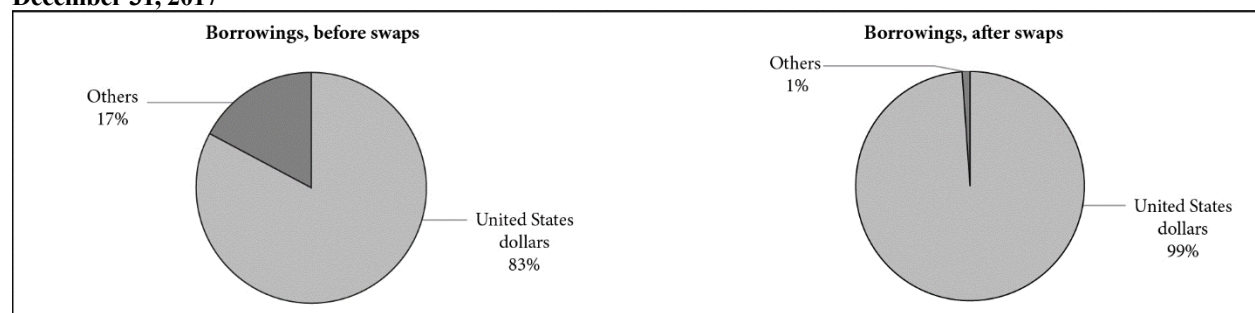 December 31, 2017
Borrowings, before swaps
Others
17%
United States
dollars
83%
Borrowings, after swaps
Others
1%
United States
dollars
99%